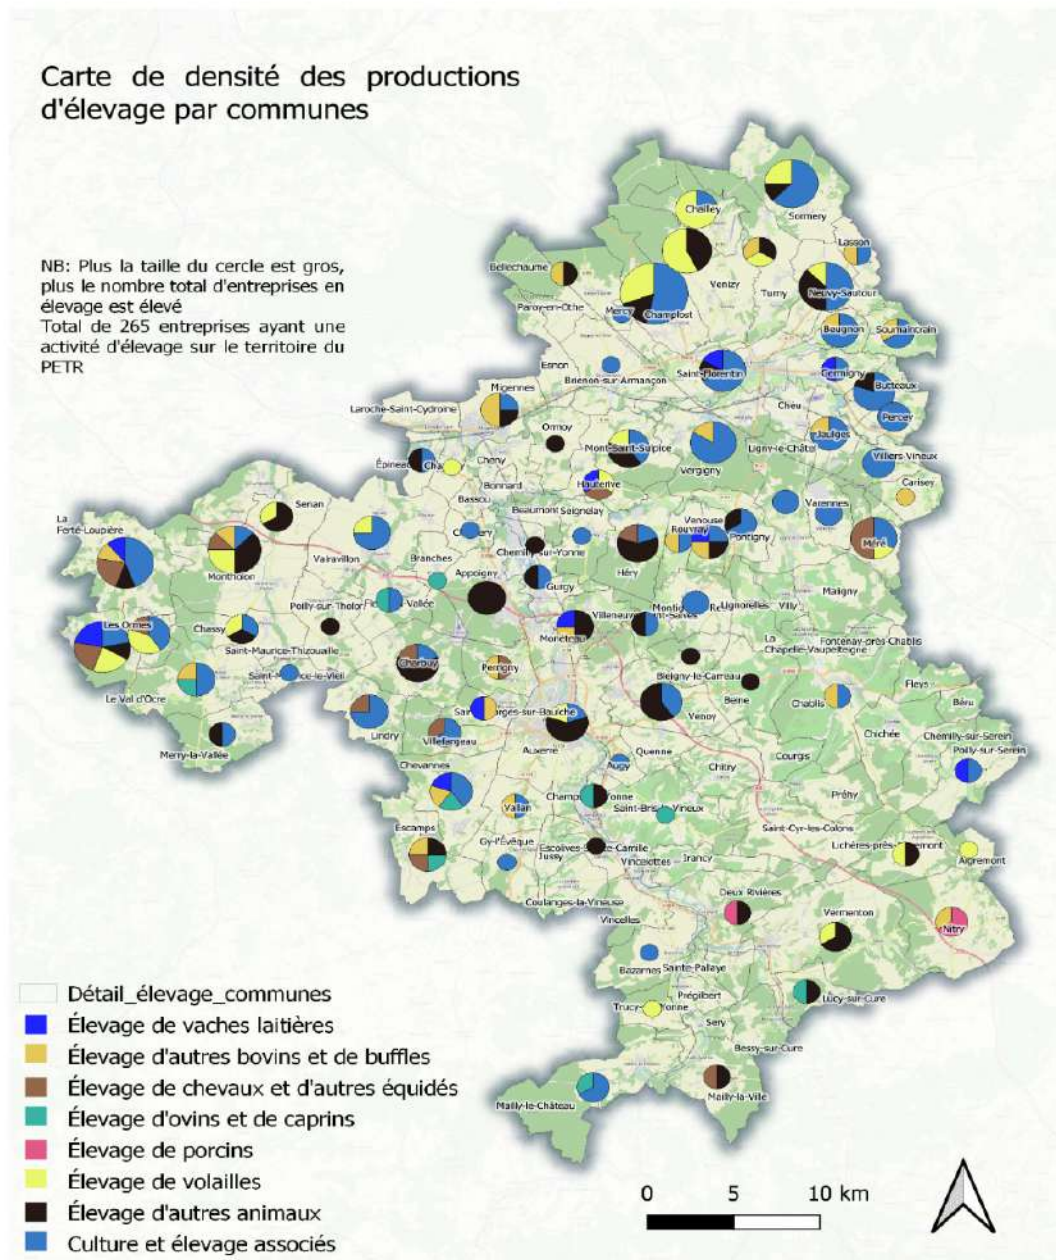 Carte de densité des productions
d'élevage par communes
NB: Plus la taille du cercle est gros,
plus le nombre total d'entreprises en
élevage est élevé
Total de 265 entreprises ayant une
activité d'élevage sur le territoire du
PETR
Sormery
Chailley
Lasson
Bellechaume
Venizy
Turny
Neuvy-Sautour
Paroy-en-Othe
Mercy
Champlost
Beugnon
Soumaintrain
Esnon
Brienon-sur-Armançon
Saint-Florentin
Germigny
Butteaux
Migennes
Laroche-Saint-Cydroine
Chéu
Percey
Ormoy
Mont-Saint-Sulpice
Jaulges
Vergigny
Ligny-le-Châtel
Épineau
Cheny
Villiers-Vineux
Bonnard
Hauterive
Carisey
Bassou
Beaumont
Seignelay
Varennes
Senan
La
Ferté-Loupière
Venouse
Rouvray
Pontigny
Chemilly-sur-Yonne
Héry
Méré
Montholon
Valravillon
Branches
Appoigny
Gurgy
Maligny
Poilly-sur-Tholon
Lignorelles
Villy
Les Ormes
Chassy
Villeneuve-Saint-Salves
Monéteau
La
Chapelle-Vaupelteigne
Fontenay-près-Chablis
Saint-Maurice-Thizouaille
Charbuy
Perrigny
Bleigny-le-Carreau
Beine
Fleys
Le Val d'Ocre
Chablis
Béru
Saint-Georges-sur-Baulche
Venoy
Lindry
Villefargeau
Chichée
Chemilly-sur-Serein
Merry-la-Vallée
Auxerre
Quenne
Courgis
Poilly-sur-Serein
Chevannes
Augy
Chitry
Vallan
Préhy
Saint-Bris-le-Vineux
Escamps
Saint-Cyr-les-Colons
Gy-l'Évêque
Jussy
Vincelottes
Irancy
Aigremont
Deux Rivières
Coulanges-la-Vineuse
Vincelles
Vermenton
Nitry
Bazarnes
Sainte-Pallaye
Prégilbert
Lucy-sur-Cure
Sery
Bessy-sur-Cure
Mailly-le-Château
Mailly-la-Ville
Détail_élevage_communes
Élevage de vaches laitières
Élevage d'autres bovins et de buffles
Élevage de chevaux et d'autres équidés
Élevage d'ovins et de caprins
Élevage de porcins
Élevage de volailles
Élevage d'autres animaux
Culture et élevage associés
0 5 10 km